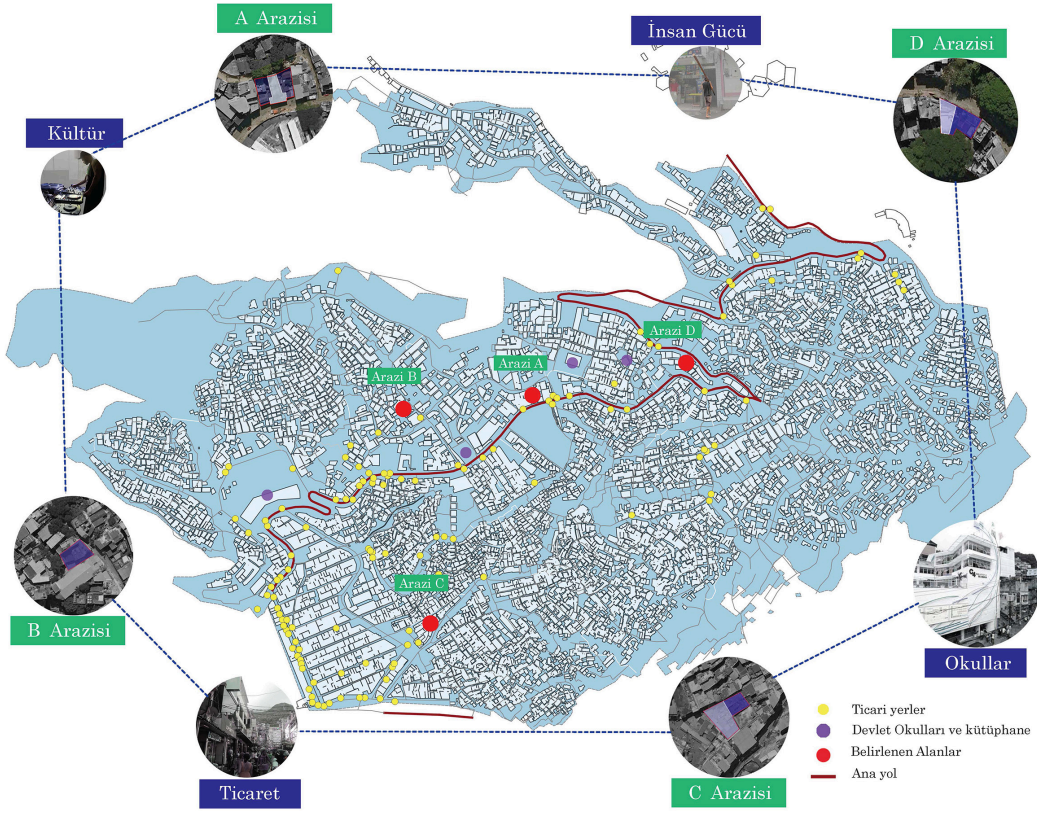 A Arazisi
İnsan Gücü
D Arazisi
Kültür
Arazi D
Arazi A
Arazi B
Arazi C
B Arazisi
Okullar
Ticaret
C Arazisi
Ticari yerler
Devlet Okulları ve kütüphane
Belirlenen Alanlar
Ana yol